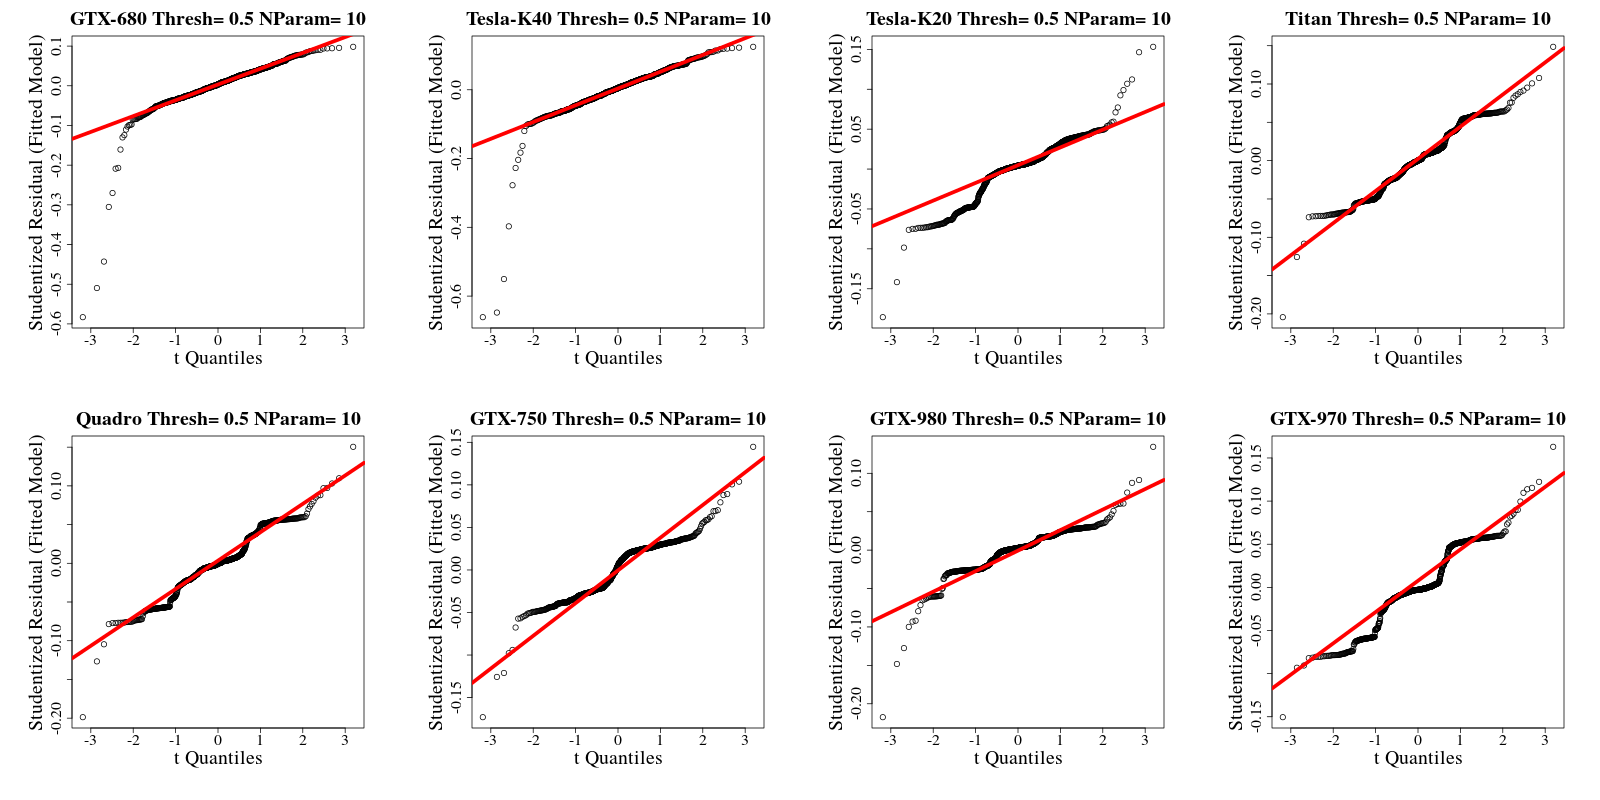 GTX-680 Thresh= 0.5 NParam= 10
Studentized Residual (Fitted Model)
0.1
0.0
-0.1
-0.2
-0.3
-0.4
-0.5
-0.6
-3 -2 -1 0 1 2 3
t Quantiles
Tesla-K40 Thresh= 0.5 NParam= 10
Studentized Residual (Fitted Model)
0.0
-0.2
-0.4
-0.6
-3 -2 -1 0 1 2 3
t Quantiles
Tesla-K20 Thresh= 0.5 NParam= 10
Studentized Residual (Fitted Model)
0.15
0.05
-0.05
-0.15
-3 -2 -1 0 1 2 3
t Quantiles
Titan Thresh= 0.5 NParam= 10
Studentized Residual (Fitted Model)
0.10
0.00
-0.10
-0.20
-3 -2 -1 0 1 2 3
t Quantiles
Quadro Thresh= 0.5 NParam= 10
Studentized Residual (Fitted Model)
0.10
0.00
-0.10
-0.20
-3 -2 -1 0 1 2 3
t Quantiles
GTX-750 Thresh= 0.5 NParam= 10
Studentized Residual (Fitted Model)
0.15
0.10
0.05
0.00
-0.05
-0.15
-3 -2 -1 0 1 2 3
t Quantiles
GTX-980 Thresh= 0.5 NParam= 10
Studentized Residual (Fitted Model)
0.10
0.00
-0.10
-0.20
-3 -2 -1 0 1 2 3
t Quantiles
GTX-970 Thresh= 0.5 NParam= 10
Studentized Residual (Fitted Model)
0.15
0.10
0.05
0.00
-0.05
-0.15
-3 -2 -1 0 1 2 3
t Quantiles